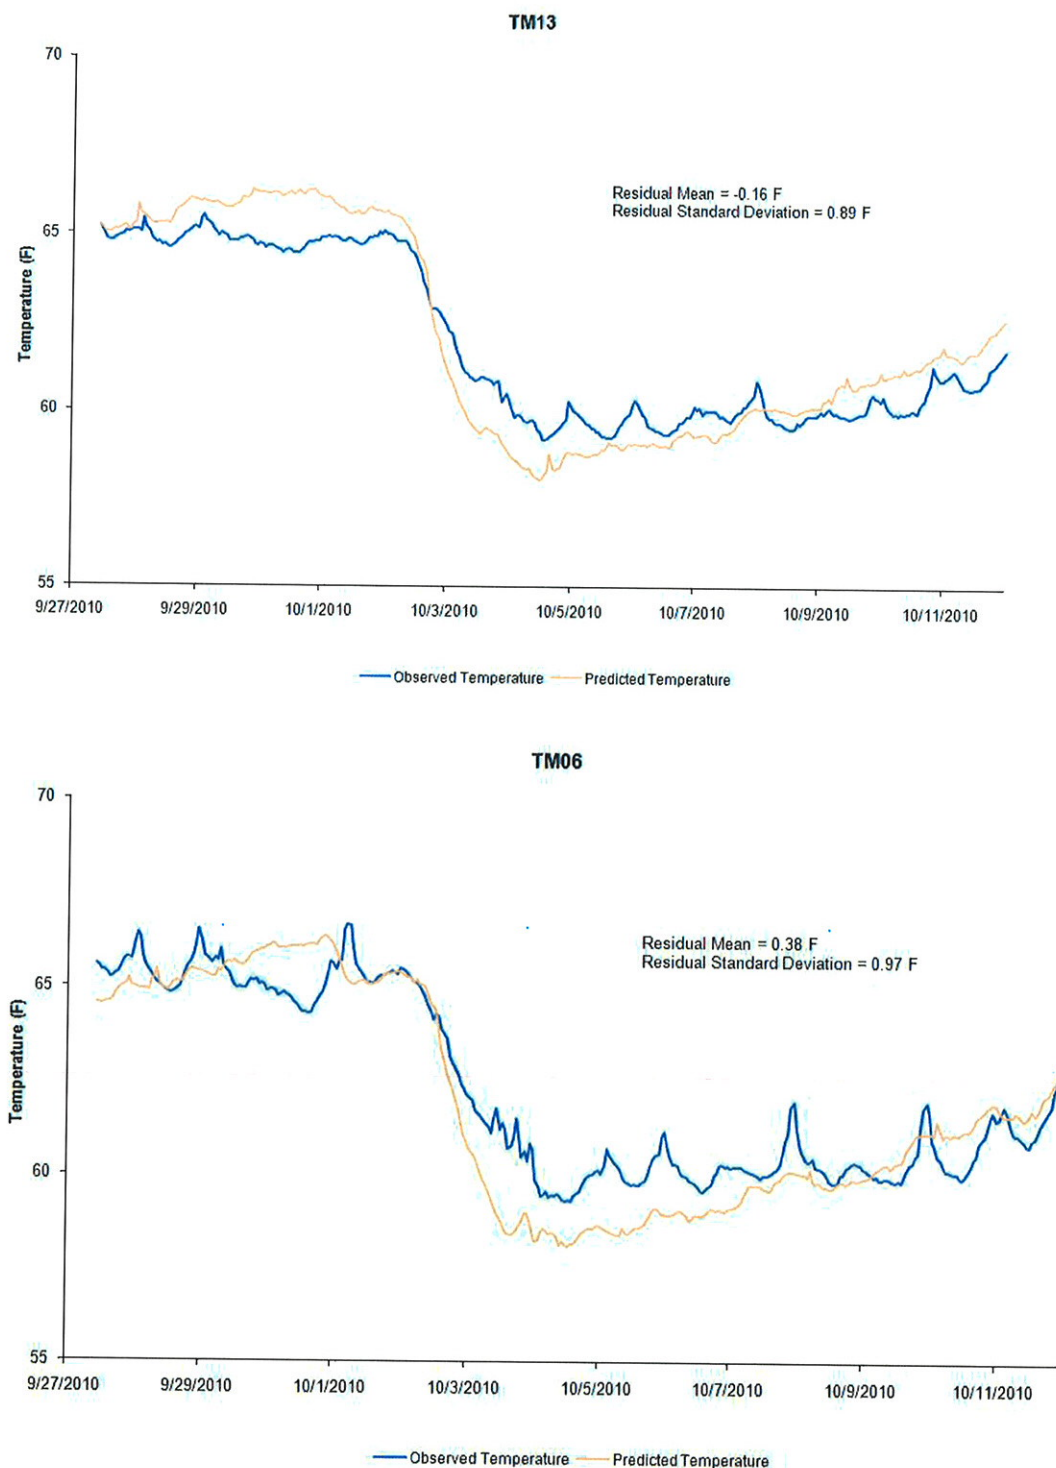 TM13
70
Residual Mean = -0.16 F
Residual Standard Deviation = 0.89 F
65
Temperature (F)
60
55
9/27/2010 9/29/2010 10/1/2010 10/3/2010 10/5/2010 10/7/2010 10/9/2010 10/11/2010
Observed Temperature Predicted Temperature
TM06
70
Residual Mean = 0.38 F
Residual Standard Deviation = 0.97 F
65
Temperature (F)
60
55
9/27/2010 9/29/2010 10/1/2010 10/3/2010 10/5/2010 10/7/2010 10/9/2010 10/11/2010
Observed Temperature Predicted Temperature